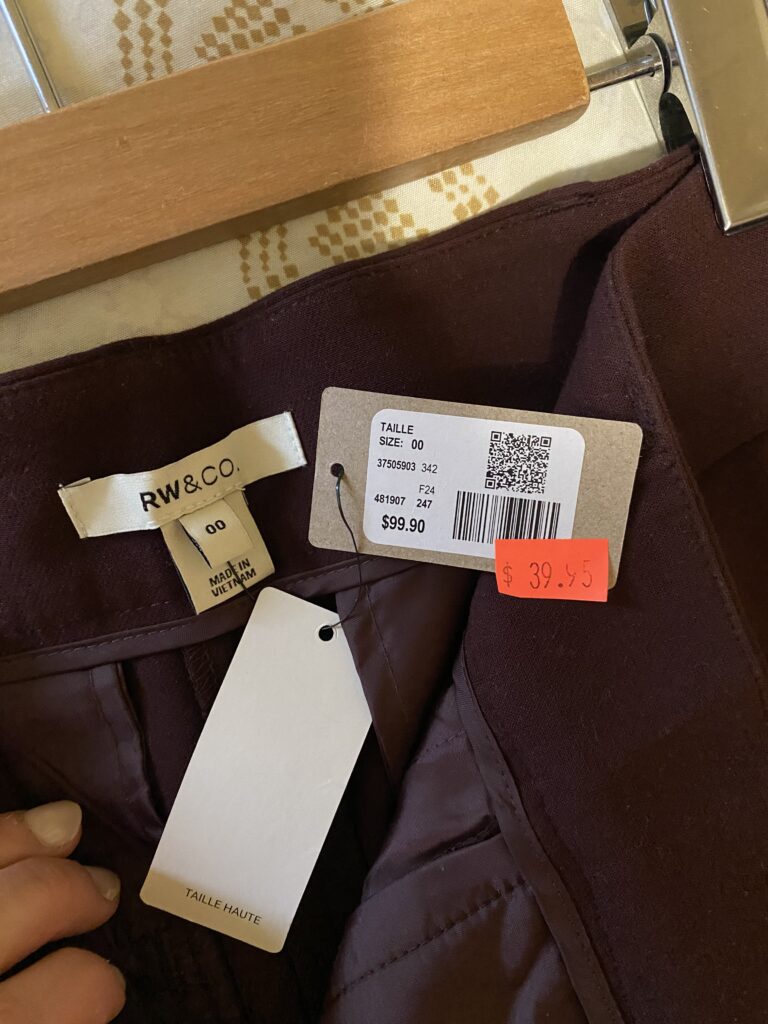 RW&CO.
00
MADE IN
VIETNAM
TAILLE
SIZE: 00
37505903 342
F24
481907 247
$99.90
$ 39.95
TAILLE HAUTE